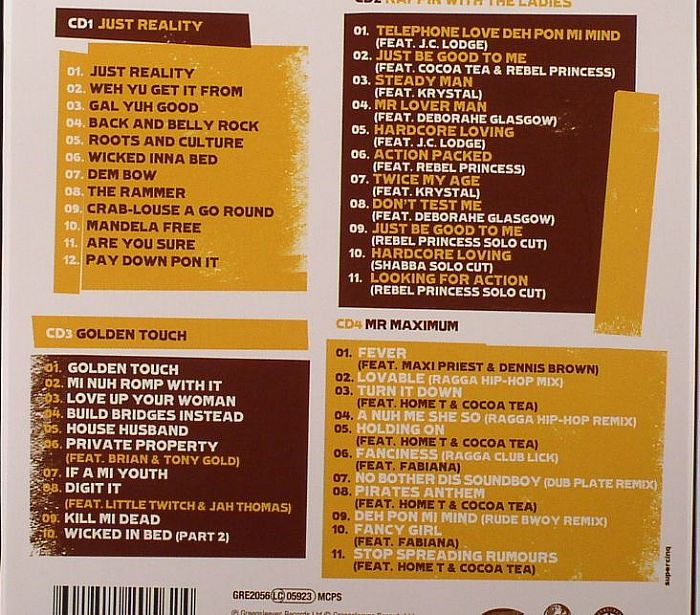 CD1 JUST REALITY
01. JUST REALITY
02. WEH YU GET IT FROM
03. GAL YUH GOOD
04. BACK AND BELLY ROCK
05. ROOTS AND CULTURE
06. WICKED INNA BED
07. DEM BOW
08. THE RAMMER
09. CRAB-LOUSE A GO ROUND
10. MANDELA FREE
11. ARE YOU SURE
12. PAY DOWN PON IT
CD2 RAPPIN WITH THE LADIES
01. TELEPHONE LOVE DEH PON MI MIND
(FEAT. J.C. LODGE)
02. JUST BE GOOD TO ME
(FEAT. COCOA TEA & REBEL PRINCESS)
03. STEADY MAN
(FEAT. KRYSTAL)
04. MR LOVER MAN
(FEAT. DEBORAHE GLASGOW)
05. HARDCORE LOVING
(FEAT. J.C. LODGE)
06. ACTION PACKED
(FEAT. REBEL PRINCESS)
07. TWICE MY AGE
(FEAT. KRYSTAL)
08. DON'T TEST ME
(FEAT. DEBORAHE GLASGOW)
09. JUST BE GOOD TO ME
(REBEL PRINCESS SOLO CUT)
10. HARDCORE LOVING
(SHABBA SOLO CUT)
11. LOOKING FOR ACTION
(REBEL PRINCESS SOLO CUT)
CD3 GOLDEN TOUCH
01. GOLDEN TOUCH
02. MI NUH ROMP WITH IT
03. LOVE UP YOUR WOMAN
04. BUILD BRIDGES INSTEAD
05. HOUSE HUSBAND
06. PRIVATE PROPERTY
(FEAT. BRIAN & TONY GOLD)
07. IF A MI YOUTH
08. DIGIT IT
(FEAT. LITTLE TWITCH & JAH THOMAS)
09. KILL MI DEAD
10. WICKED IN BED (PART 2)
CD4 MR MAXIMUM
01. FEVER
(FEAT. MAXI PRIEST & DENNIS BROWN)
02. LOVABLE (RAGGA HIP-HOP MIX)
03. TURN IT DOWN
(FEAT. HOME T & COCOA TEA)
04. A NUH ME SHE SO (RAGGA HIP-HOP REMIX)
05. HOLDING ON
(FEAT. HOME T & COCOA TEA)
06. FANCINESS (RAGGA CLUB LICK)
(FEAT. FABIANA)
07. NO BOTHER DIS SOUNDBOY (DUB PLATE REMIX)
08. PIRATES ANTHEM
(FEAT. HOME T & COCOA TEA)
09. DEH PON MI MIND (RUDE BWOY REMIX)
10. FANCY GIRL
(FEAT. FABIANA)
11. STOP SPREADING RUMOURS
(FEAT. HOME T & COCOA TEA)
supercinq
GRE2056 LC 05923 MCPS